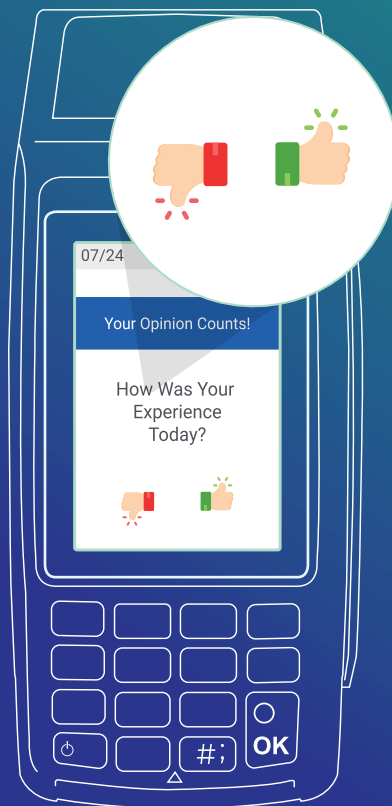 07/24
Your Opinion Counts!
How Was Your
Experience
Today?
#;
OK